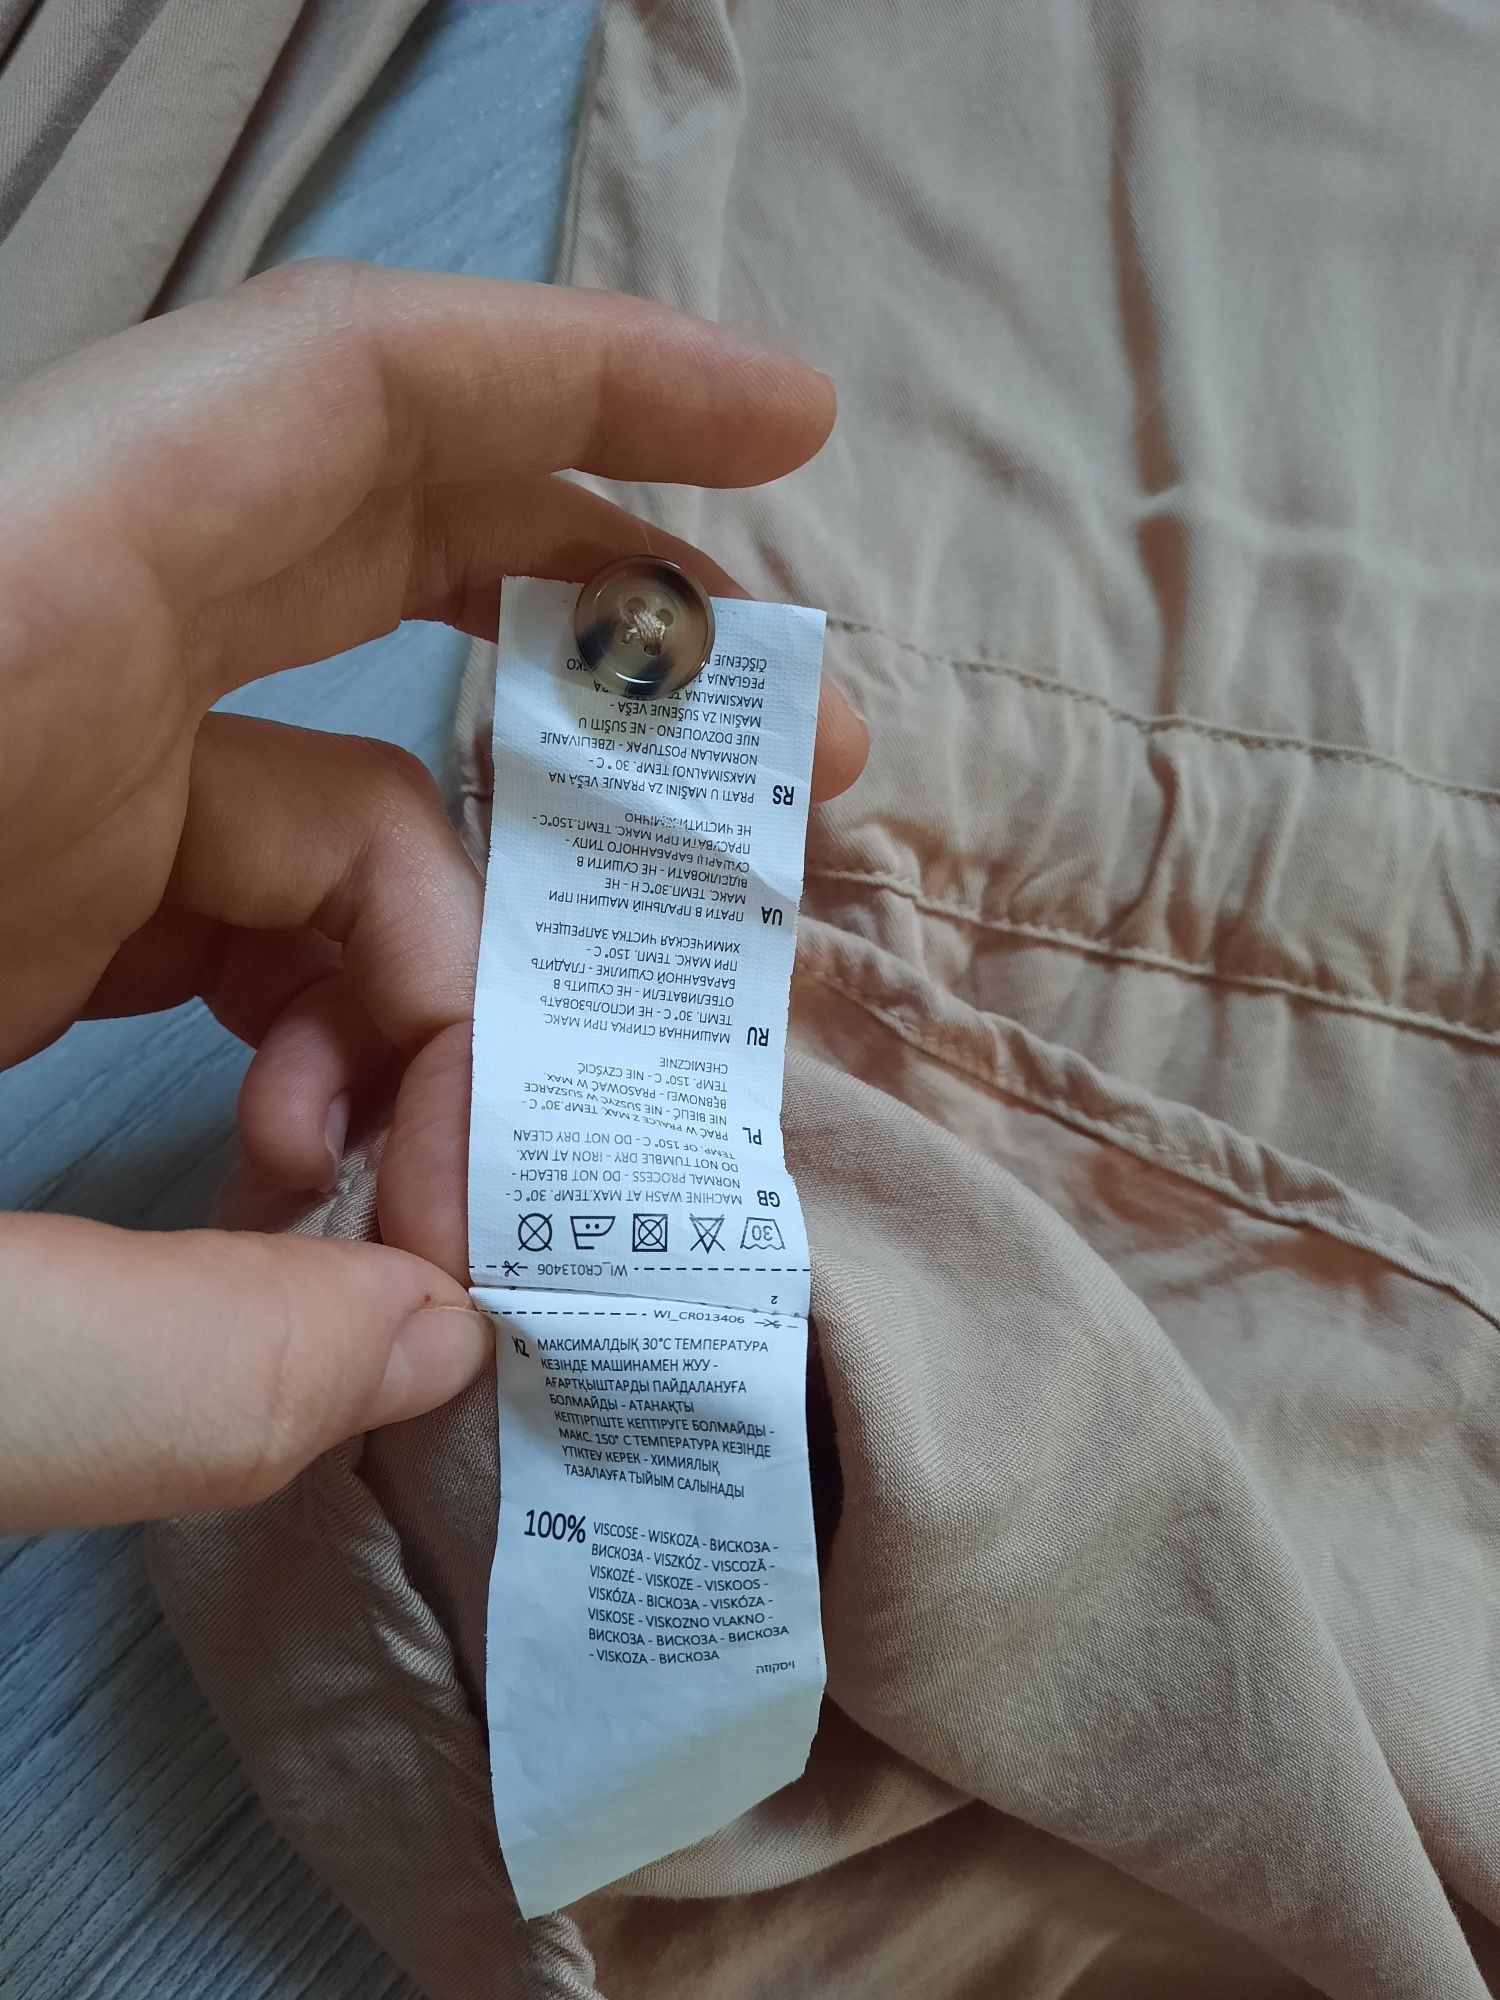 WI_CR013406
KZ МАКСИМАЛДЫҚ 30°C ТЕМПЕРАТУРА
КЕЗІНДЕ МАШИНАМЕН ЖУУ -
АҒАРТҚЫШТАРДЫ ПАЙДАЛАНУҒА
БОЛМАЙДЫ - АТАНАҚТЫ
КЕПТІРГІШТЕ КЕПТІРУГЕ БОЛМАЙДЫ -
МАКС. 150° C ТЕМПЕРАТУРА КЕЗІНДЕ
ҮТІКТЕУ КЕРЕК - ХИМИЯЛЫҚ
ТАЗАЛАУҒА ТЫЙЫМ САЛЫНАДЫ
100% VISCOSE - WISKOZA - ВИСКОЗА -
ВИСКОЗА - VISZKÓZ - VISCOZĂ -
VISKOZĖ - VISKOZE - VISKOOS -
VISKÓZA - ВІСКОЗА - VISKÓZA -
VISKOSE - VISKOZNO VLAKNO -
ВИСКОЗА - ВИСКОЗА - ВИСКОЗА
- VISKOZA - ВИСКОЗА
ויסקוזה
2
WI_CR013406
30
GB MACHINE WASH AT MAX.TEMP. 30° C -
NORMAL PROCESS - DO NOT BLEACH -
DO NOT TUMBLE DRY - IRON AT MAX.
TEMP. OF 150° C - DO NOT DRY CLEAN
PL PRAĆ W PRALCE Z MAX. TEMP.30° C -
NIE BIELIĆ - NIE SUSZYĆ W SUSZARCE
BĘBNOWEJ - PRASOWAĆ W MAX.
TEMP. 150° C - NIE CZYŚCIĆ
CHEMICZNIE
RU МАШИННАЯ СТИРКА ПРИ МАКС.
ТЕМП. 30° C - НЕ ИСПОЛЬЗОВАТЬ
ОТБЕЛИВАТЕЛИ - НЕ СУШИТЬ В
БАРАБАННОЙ СУШИЛКЕ - ГЛАДИТЬ
ПРИ МАКС. ТЕМП. 150° C -
ХИМИЧЕСКАЯ ЧИСТКА ЗАПРЕЩЕНА
UA ПРАТИ В ПРАЛЬНІЙ МАШИНІ ПРИ
МАКС. ТЕМП.30°C Н - НЕ
ВІДБІЛЮВАТИ - НЕ СУШИТИ В
СУШАРЦІ БАРАБАННОГО ТИПУ -
ПРАСУВАТИ ПРИ МАКС. ТЕМП.150°C -
НЕ ЧИСТИТИ ХІМІЧНО
RS PRATI U MAŠINI ZA PRANJE VEŠA NA
MAKSIMALNOJ TEMP. 30 ° C -
NORMALAN POSTUPAK - IZBELJIVANJE
NIJE DOZVOLJENO - NE SUŠITI U
MAŠINI ZA SUŠENJE VEŠA -
MAKSIMALNA
PEGLANJA
ČIŠĆENJE